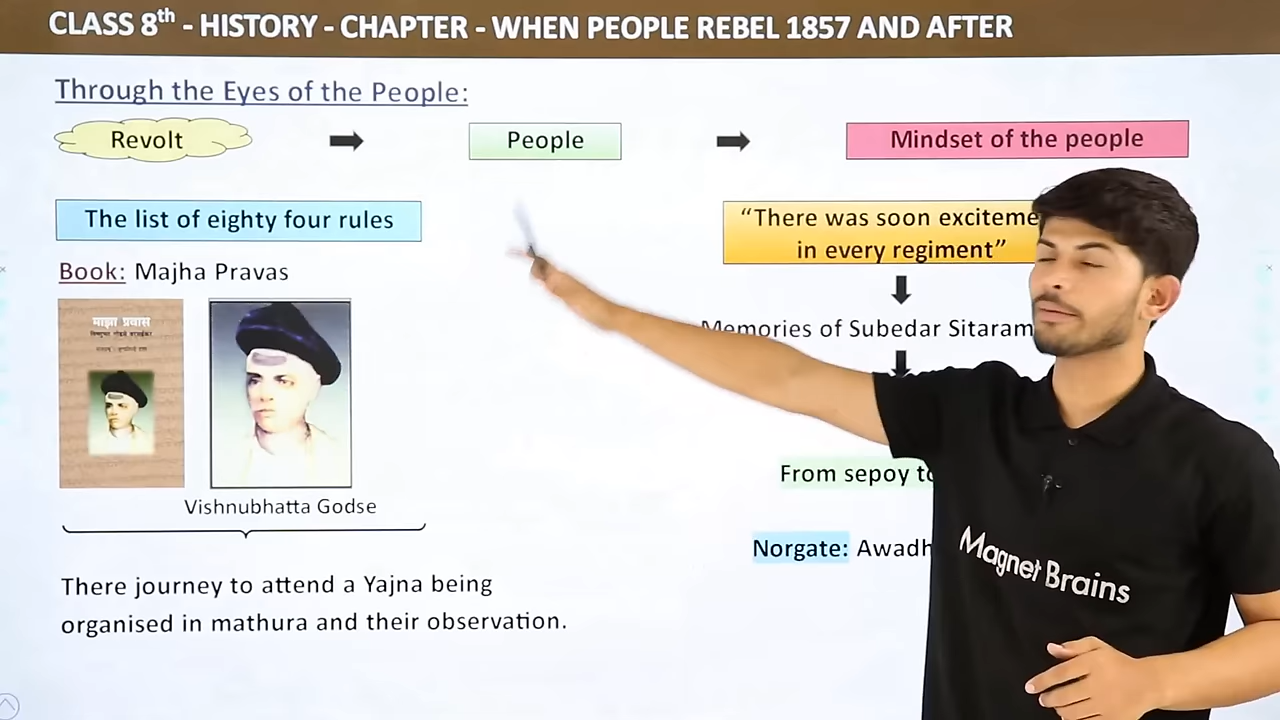 CLASS 8th - HISTORY - CHAPTER - WHEN PEOPLE REBEL 1857 AND AFTER
Through the Eyes of the People:
Revolt
People
Mindset of the people
The list of eighty four rules
Book: Majha Pravas
माझा प्रवास
Vishnubhatta Godse
There journey to attend a Yajna being
organised in mathura and their observation.
“There was soon exciteme
in every regiment”
Memories of Subedar Sitaram
From sepoy to
Norgate: Awadh
Magnet Brains